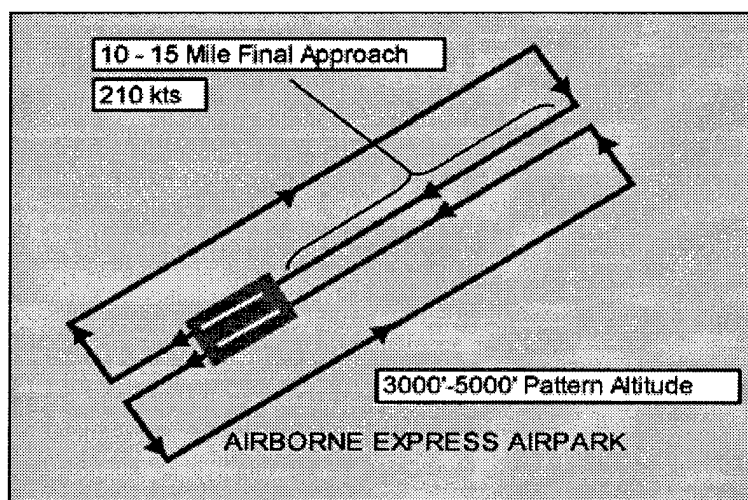 10 - 15 Mile Final Approach
210 kts
3000'-5000' Pattern Altitude
AIRBORNE EXPRESS AIRPARK